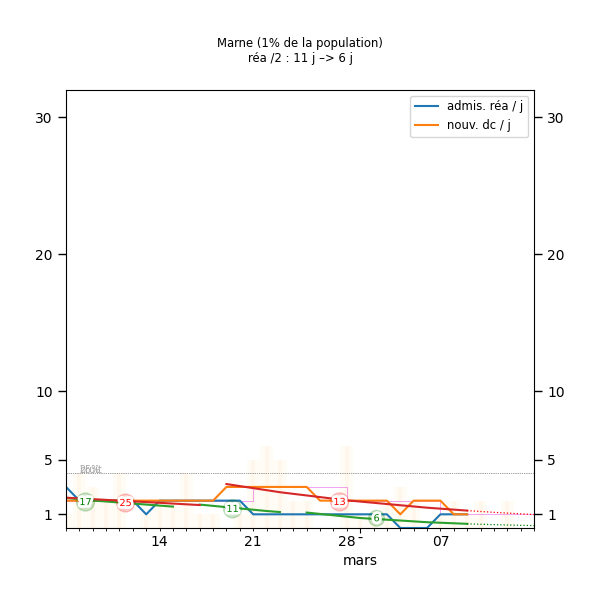 Marne (1% de la population)
réa /2 : 11 j –> 6 j
admis. réa / j
nouv. dc / j
30 30
20 20
10 10
5 5
25%
17 25 11 13 6
1 1
14 21 28 07
mars